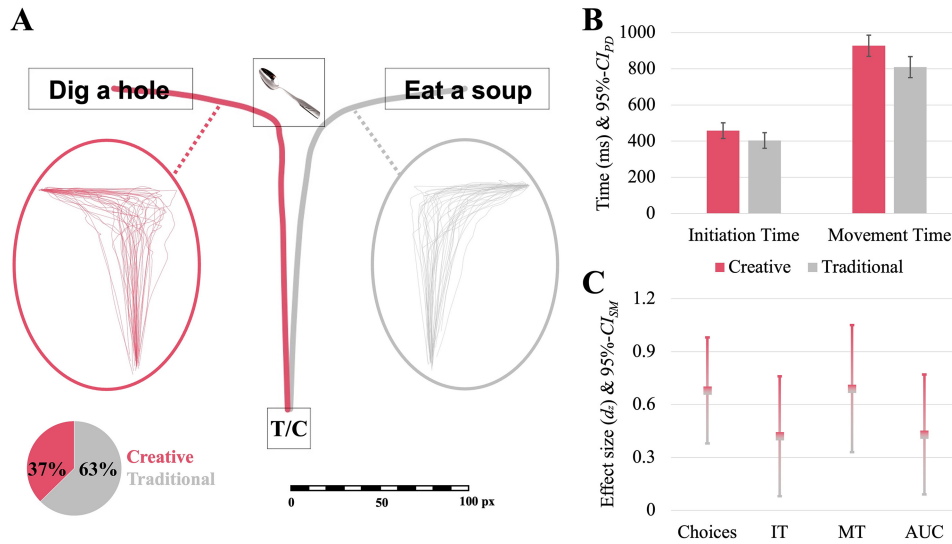 A
Dig a hole
Eat a soup
T/C
37%
63%
Creative
Traditional
0
50
100 px
B
Time (ms) & 95%-CI_PD
1000
800
600
400
200
0
Initiation Time
Movement Time
Creative
Traditional
C
Effect size (d_z) & 95%-CI_SM
1.2
0.9
0.6
0.3
0
Choices
IT
MT
AUC